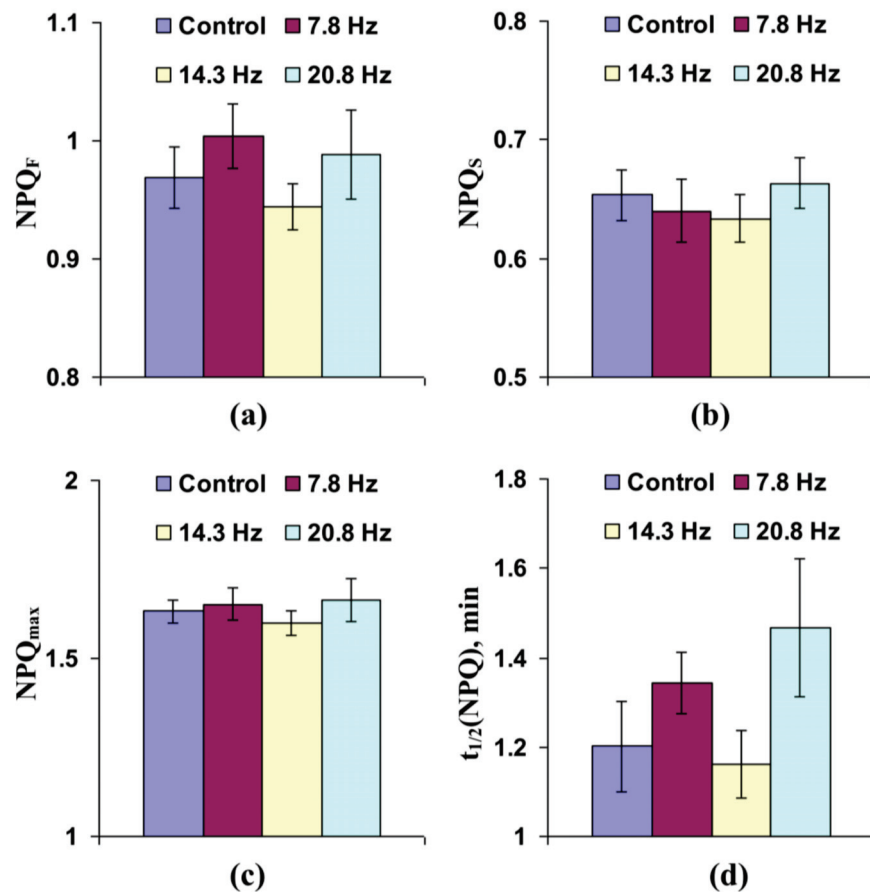 1.1
Control 7.8 Hz
14.3 Hz 20.8 Hz
1
0.9
0.8
NPQF
(a)
0.8
Control 7.8 Hz
14.3 Hz 20.8 Hz
0.7
0.6
0.5
NPQS
(b)
2
Control 7.8 Hz
14.3 Hz 20.8 Hz
1.5
1
NPQmax
(c)
1.8
Control 7.8 Hz
14.3 Hz 20.8 Hz
1.6
1.4
1.2
1
t1/2(NPQ), min
(d)